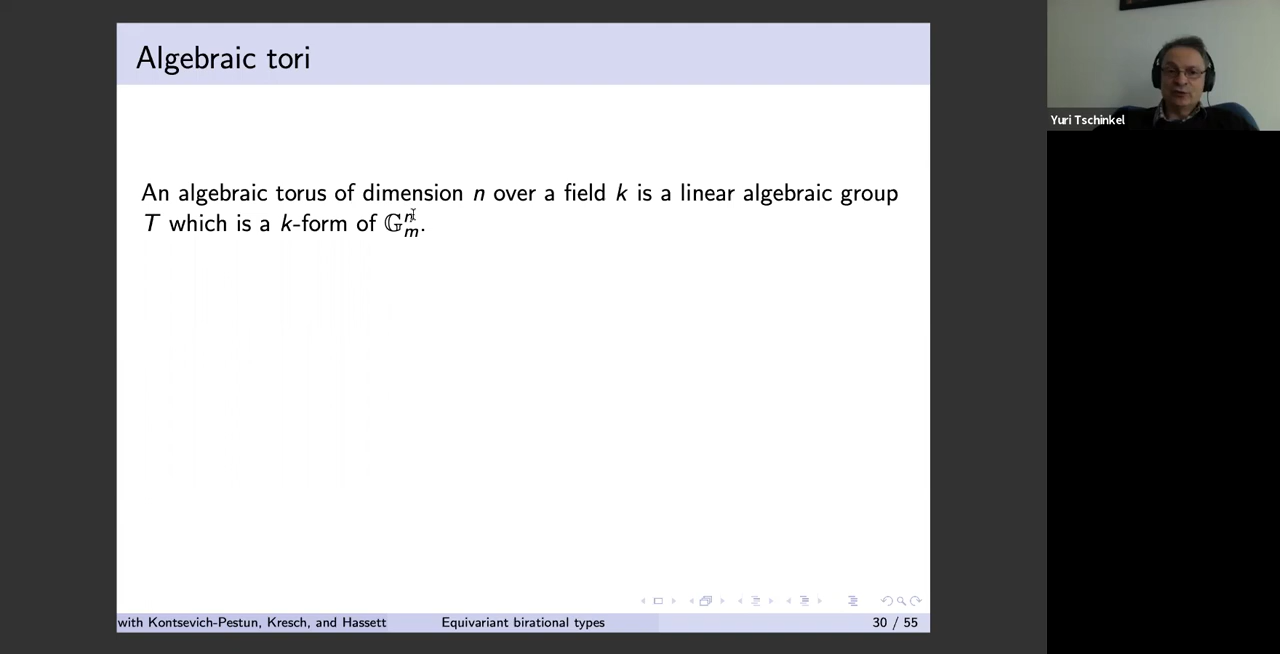 Algebraic tori
Yuri Tschinkel
An algebraic torus of dimension n over a field k is a linear algebraic group
T which is a k-form of 𝔾ₘⁿ.
with Kontsevich-Pestun, Kresch, and Hassett
Equivariant birational types
30 / 55